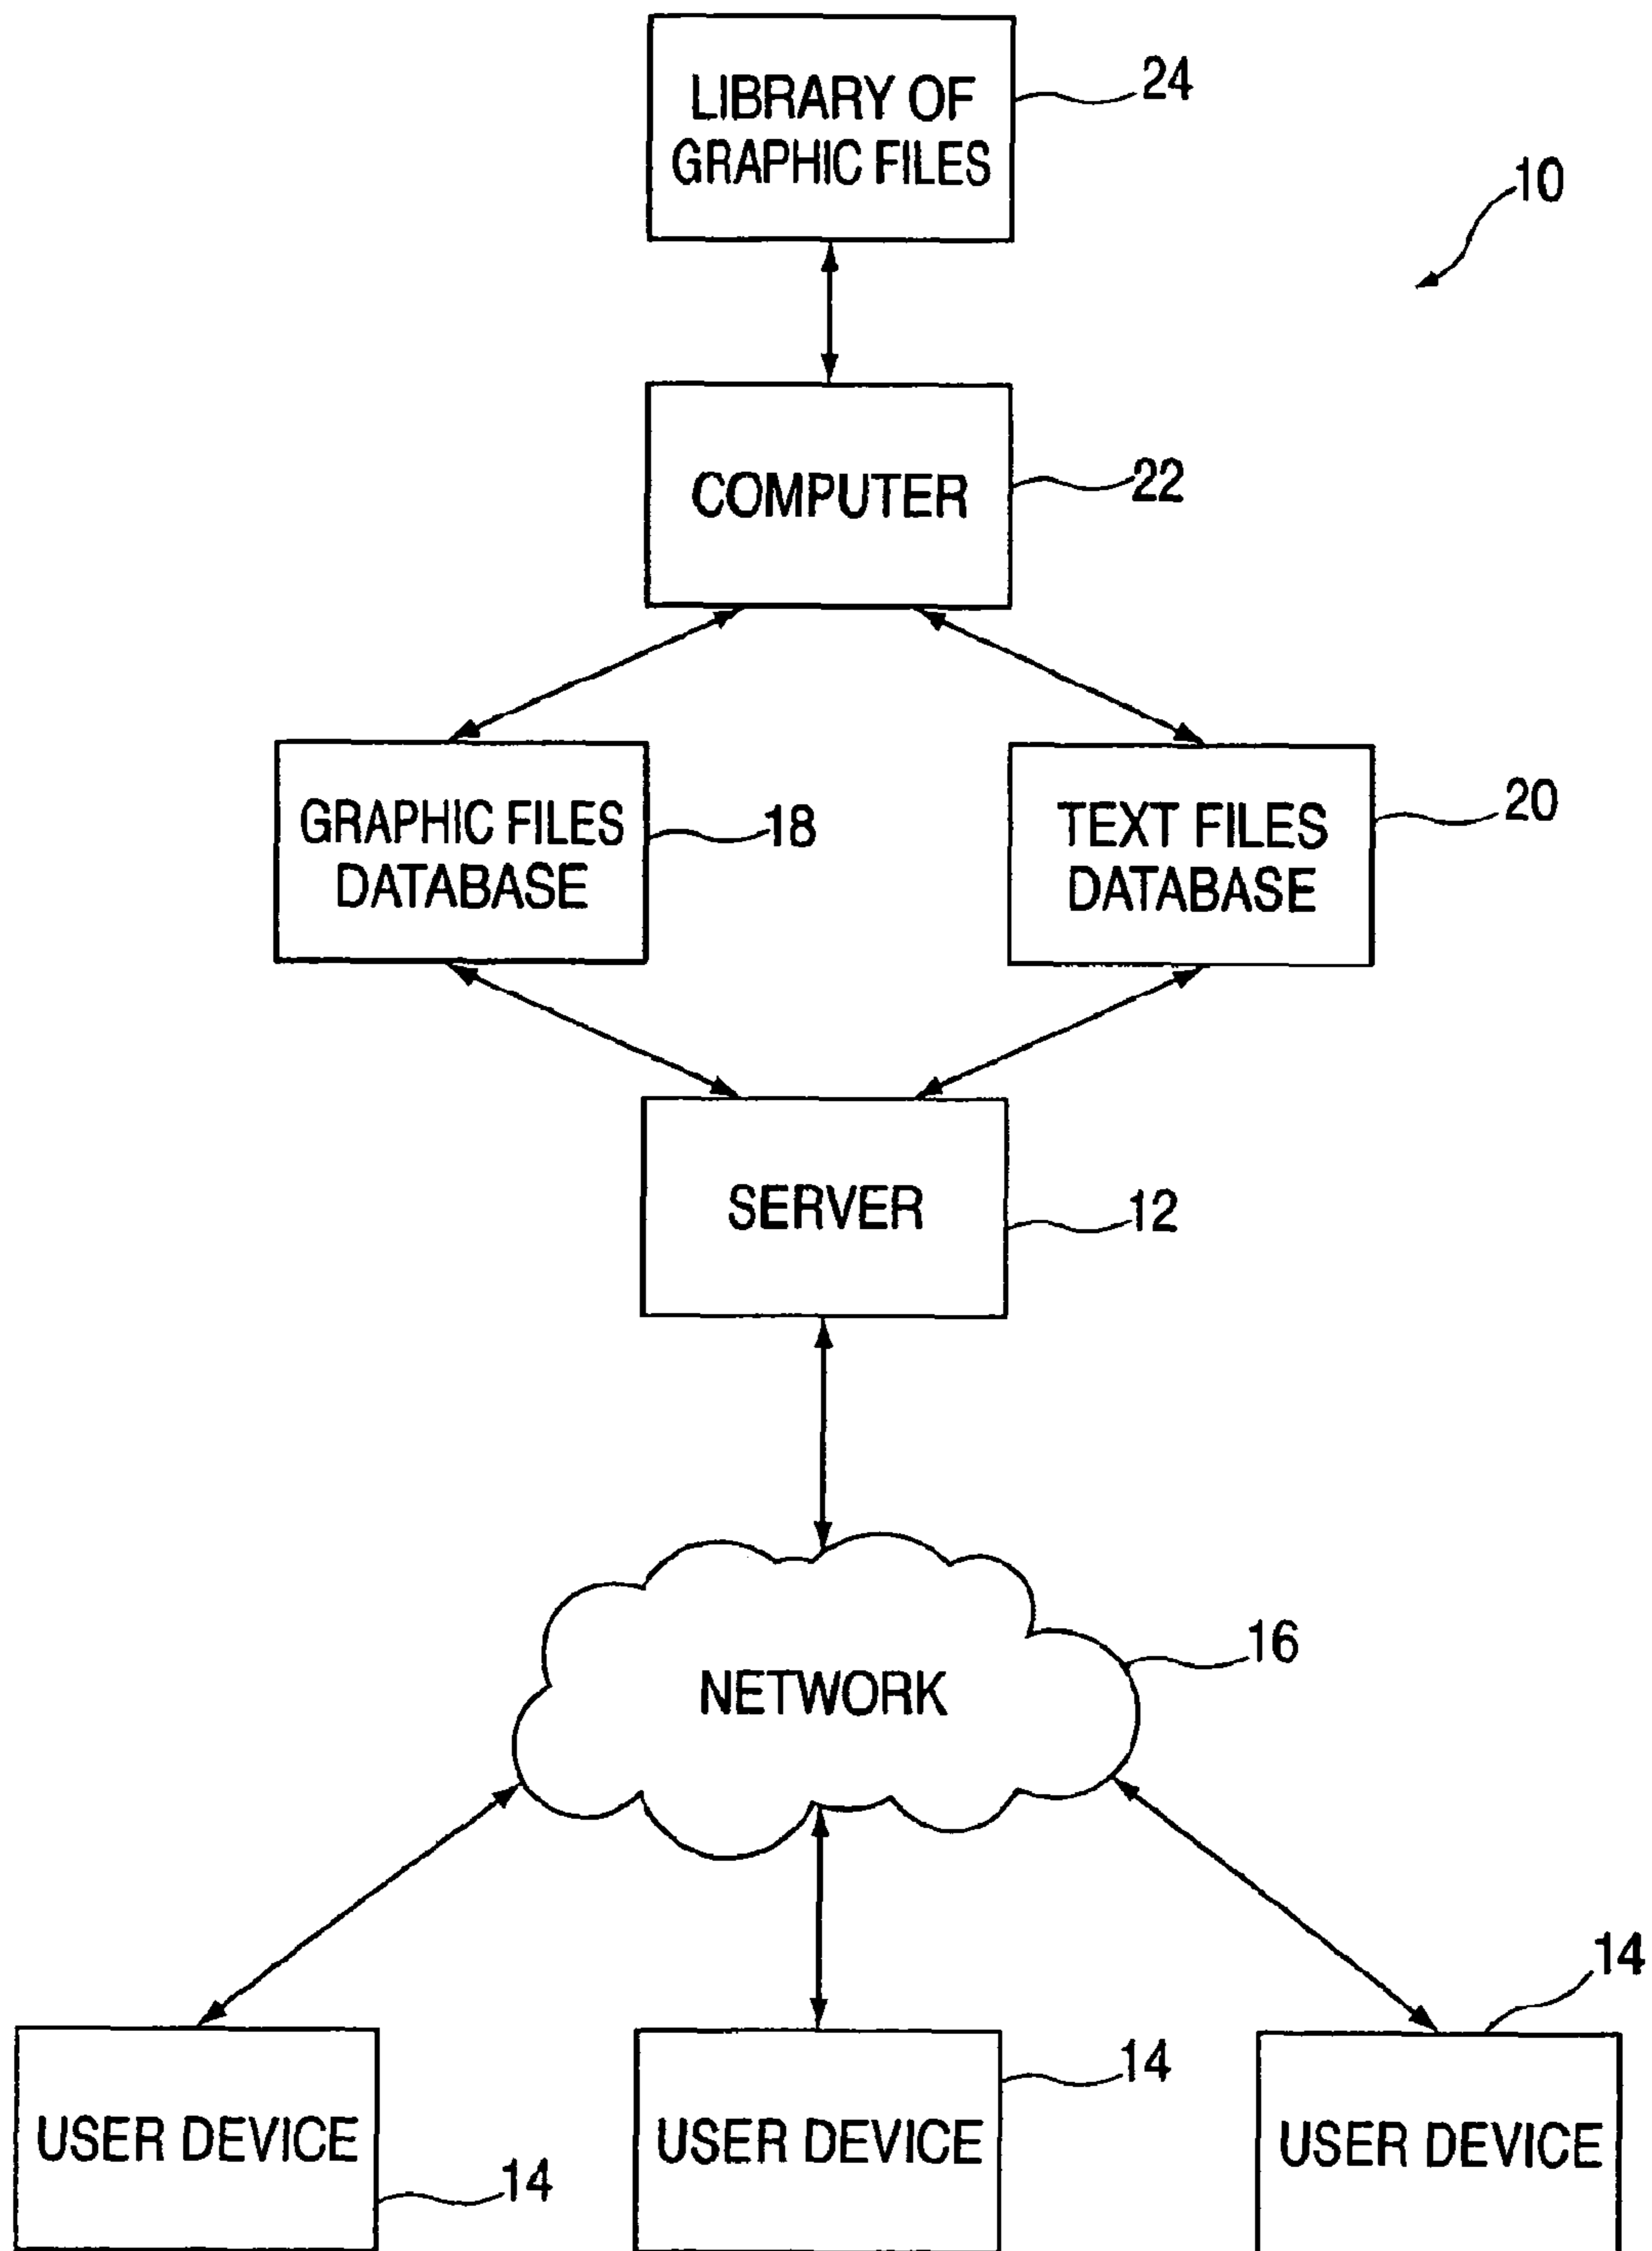 LIBRARY OF
GRAPHIC FILES
24
10
COMPUTER
22
GRAPHIC FILES
DATABASE
18
TEXT FILES
DATABASE
20
SERVER
12
NETWORK
16
USER DEVICE
14
USER DEVICE
14
USER DEVICE
14